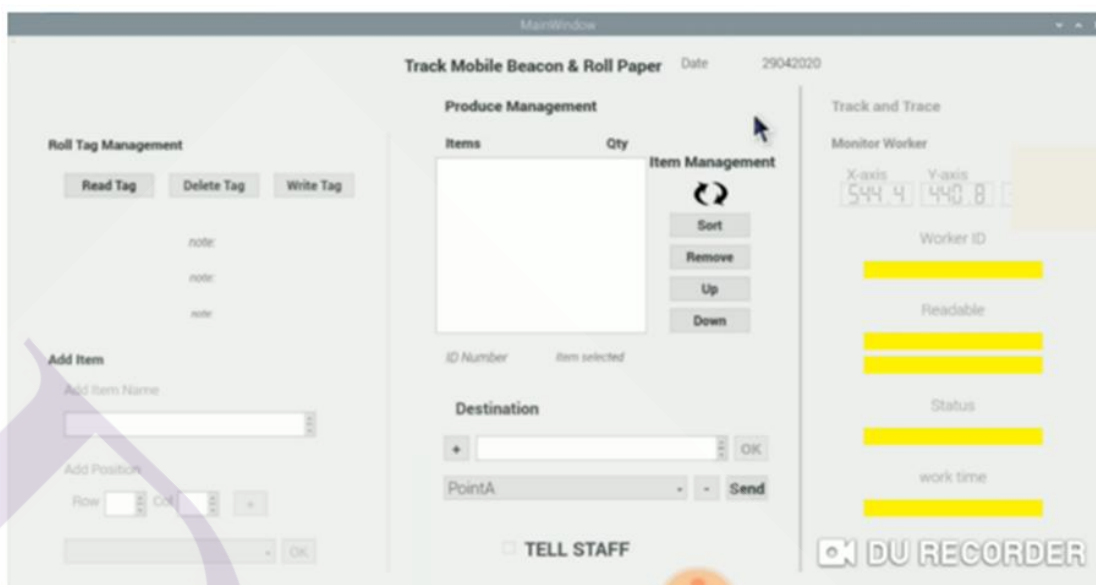 MainWindow
Track Mobile Beacon & Roll Paper Date 29042020
Produce Management
Track and Trace
Roll Tag Management
Items Qty
Monitor Worker
Item Management
Read Tag Delete Tag Write Tag
X-axis Y-axis
544.4 440.8
Sort
note:
Worker ID
Remove
note:
Up
Readable
note:
Down
Add Item
ID Number Item selected
Add Item Name
Destination
Status
+ OK
Add Position
Row Col +
PointA - Send
work time
OK
TELL STAFF
DU RECORDER